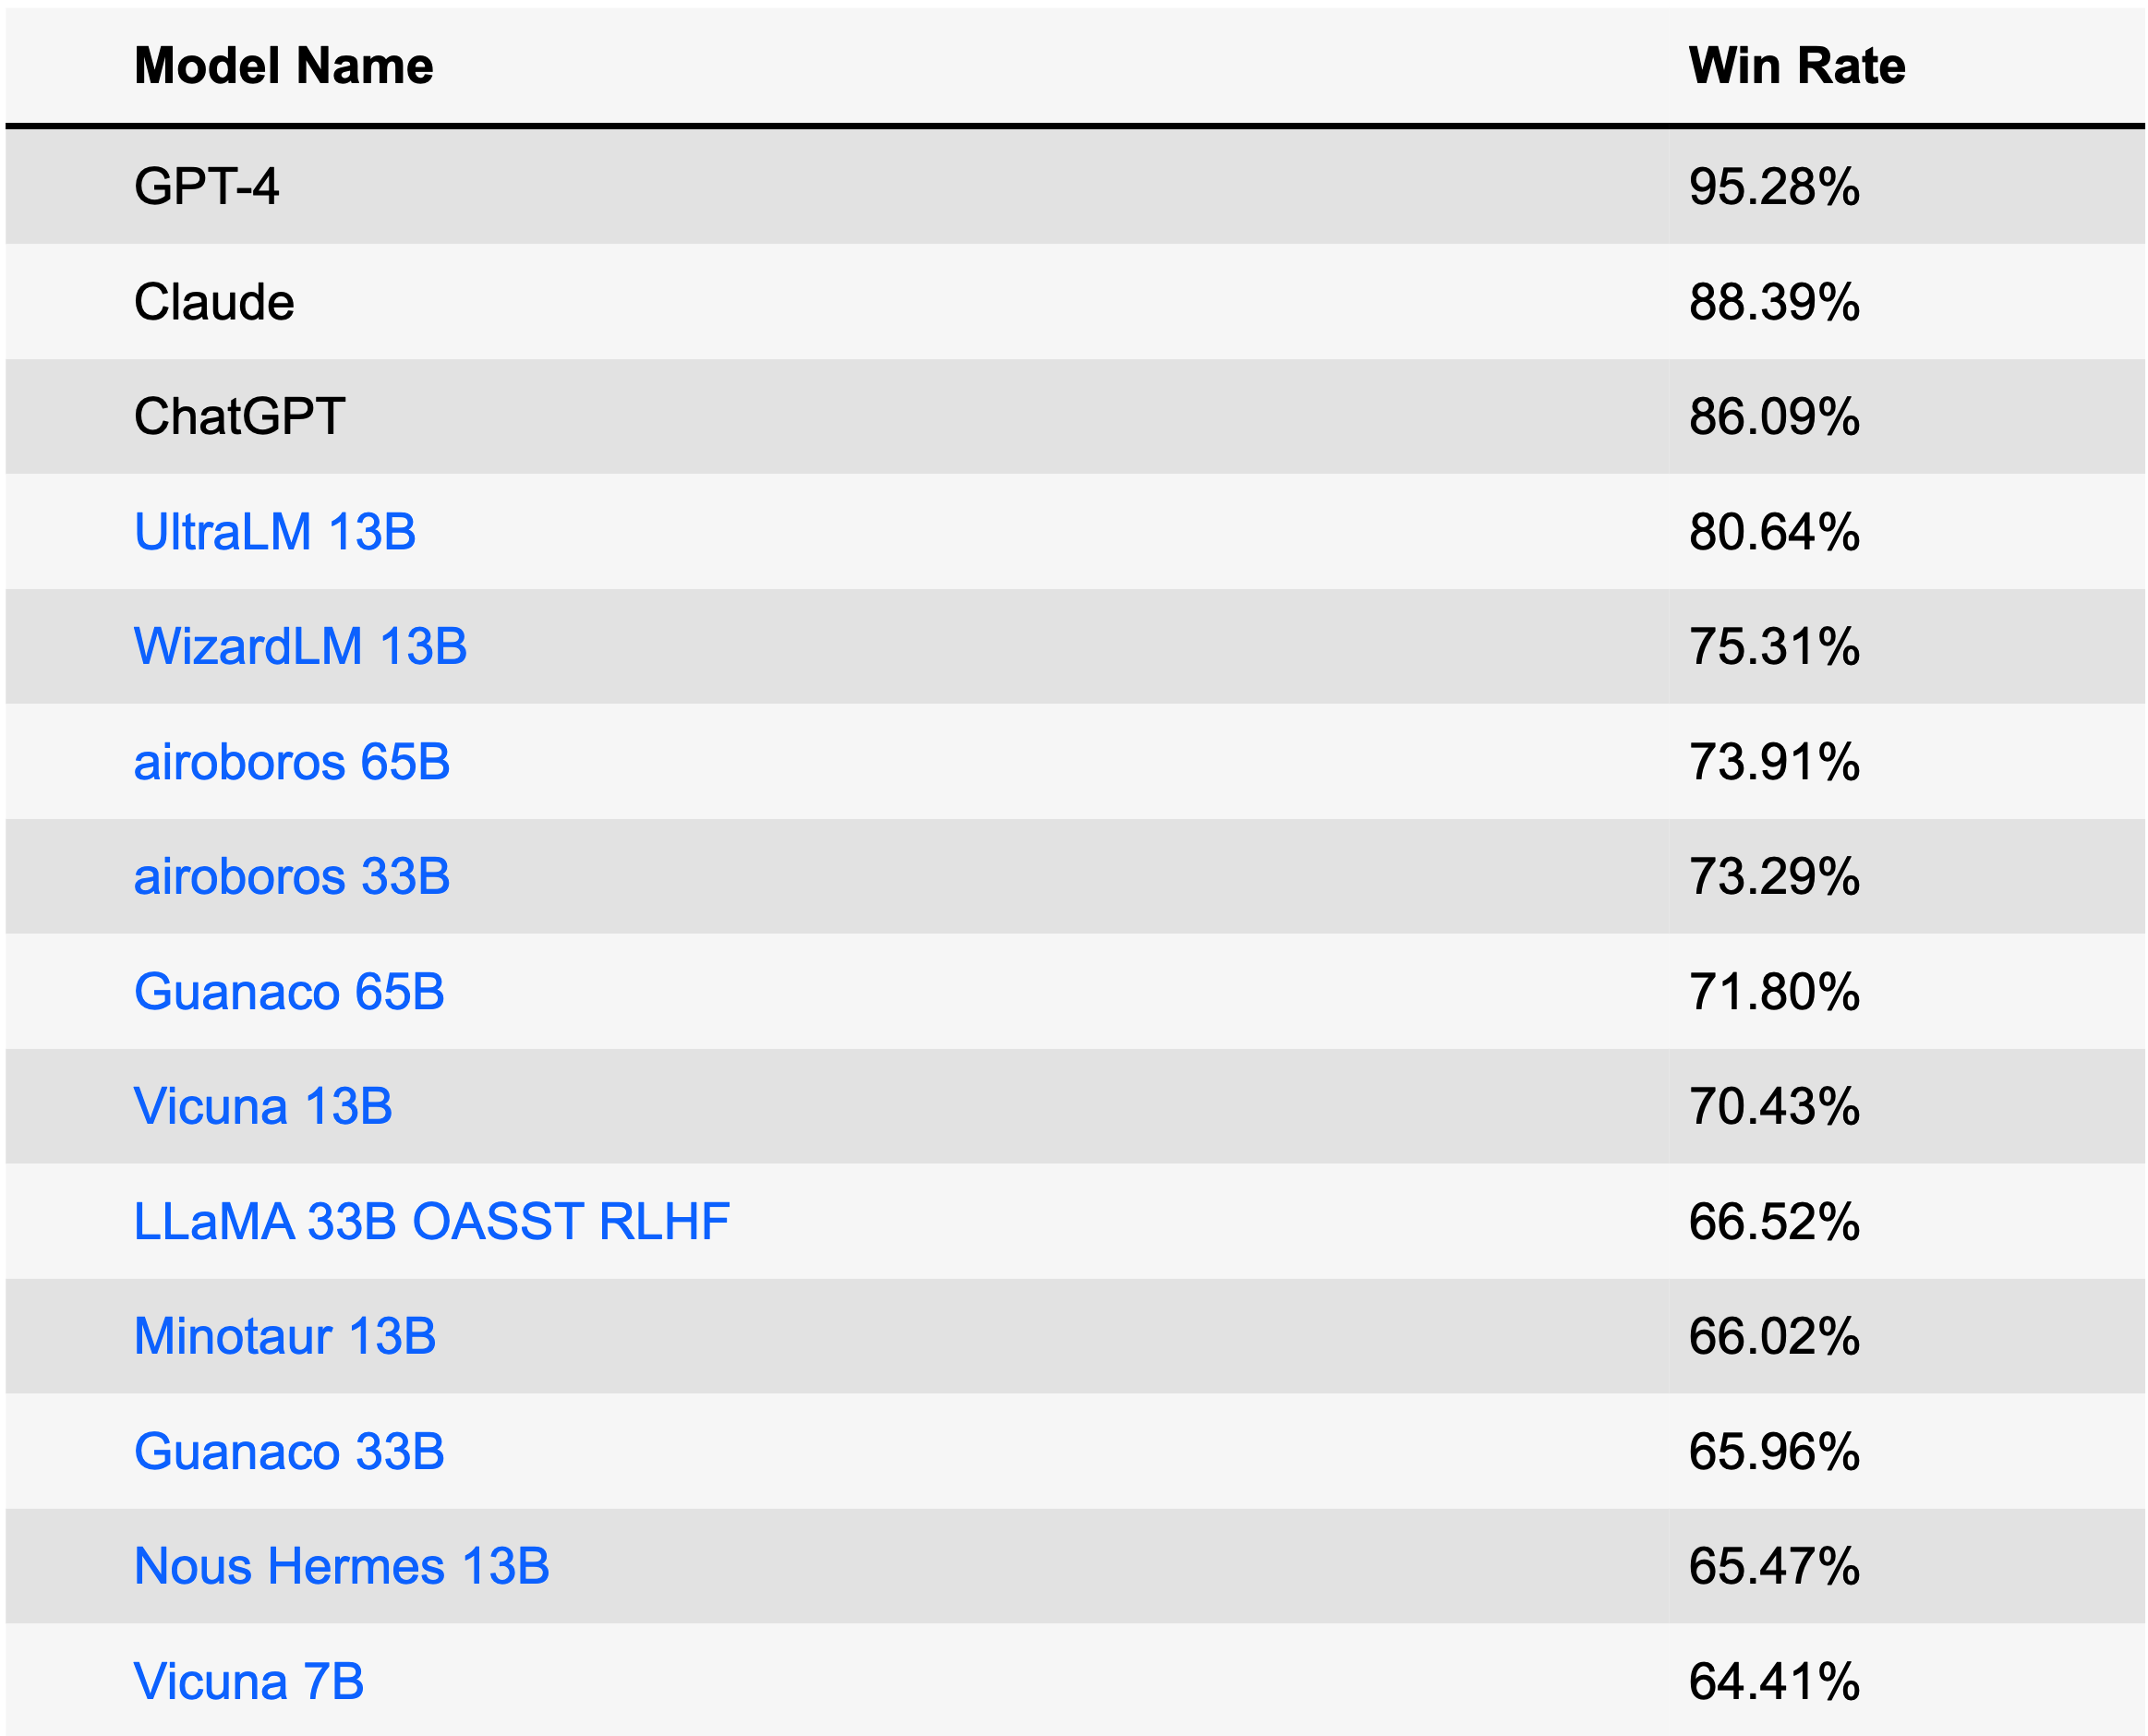 Model Name Win Rate
GPT-4 95.28%
Claude 88.39%
ChatGPT 86.09%
UltraLM 13B 80.64%
WizardLM 13B 75.31%
airoboros 65B 73.91%
airoboros 33B 73.29%
Guanaco 65B 71.80%
Vicuna 13B 70.43%
LLaMA 33B OASST RLHF 66.52%
Minotaur 13B 66.02%
Guanaco 33B 65.96%
Nous Hermes 13B 65.47%
Vicuna 7B 64.41%